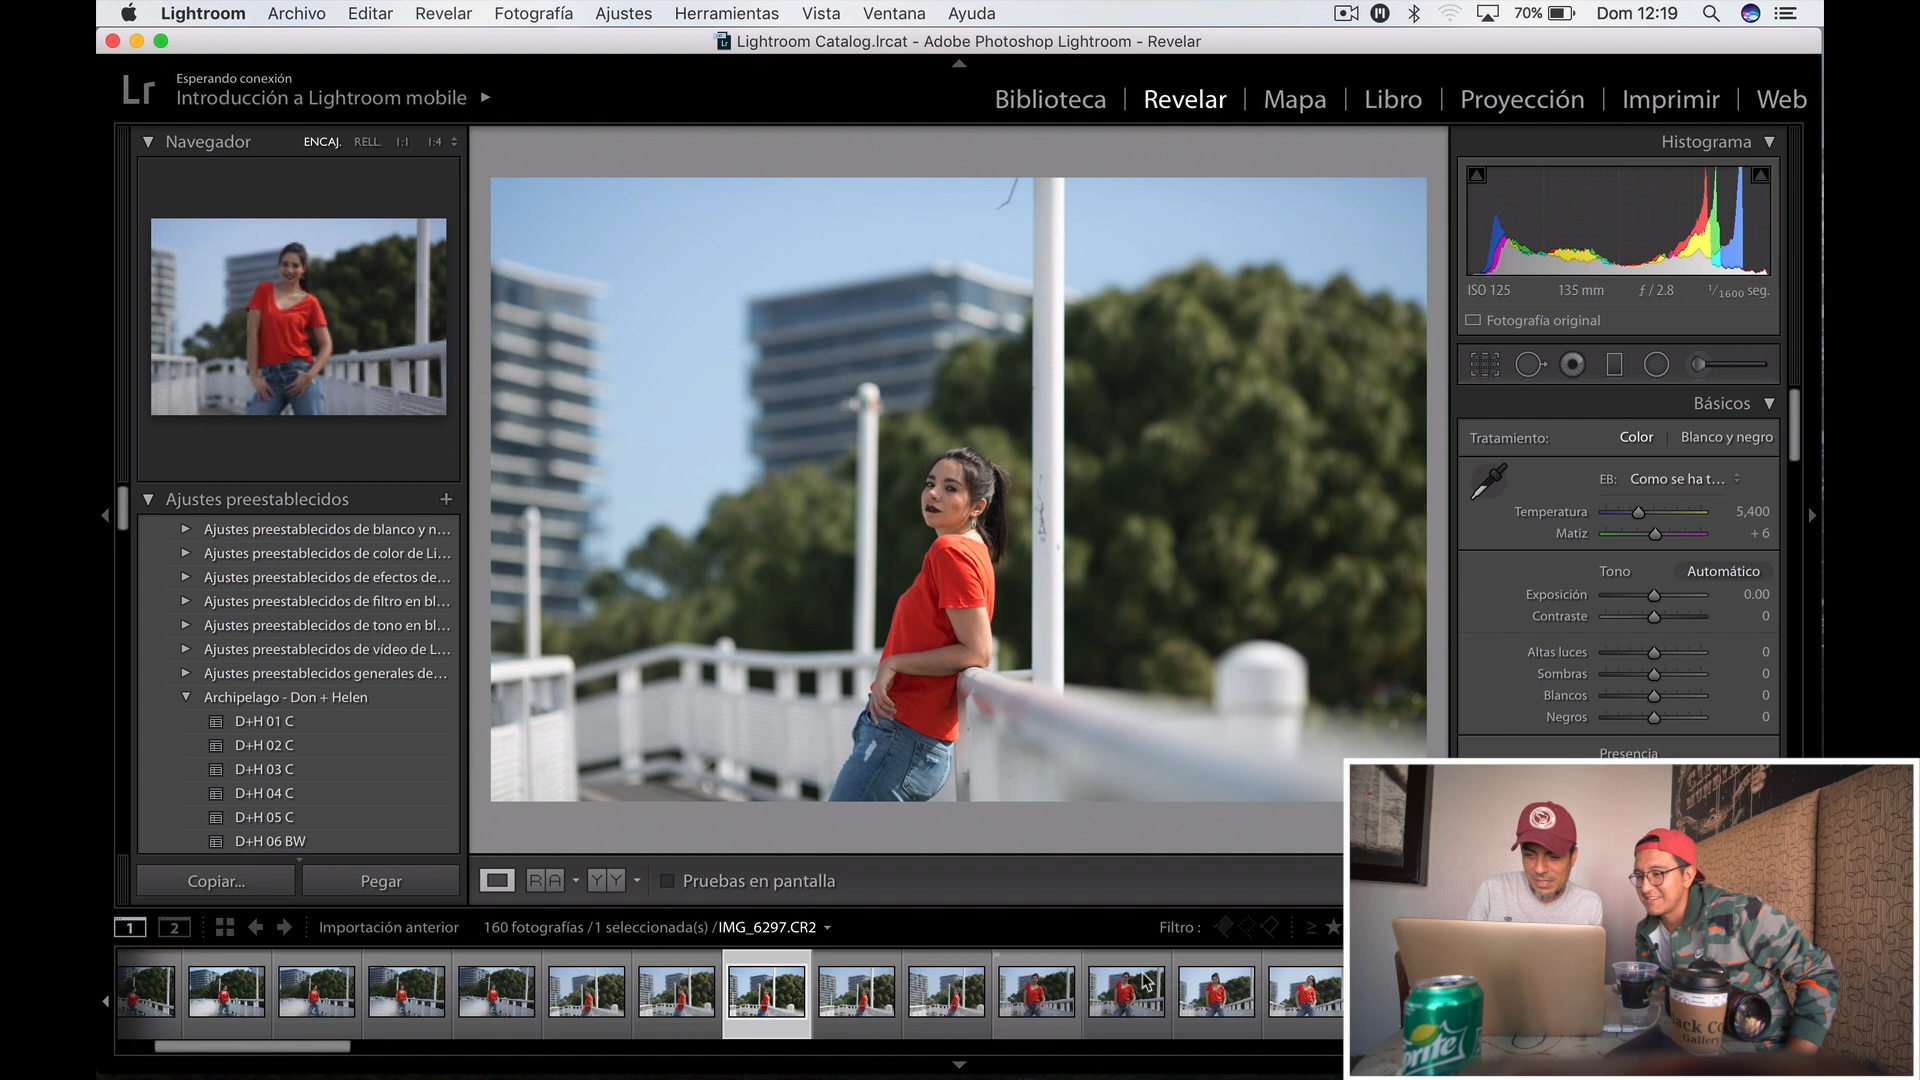 Lightroom Archivo Editar Revelar Fotografía Ajustes Herramientas Vista Ventana Ayuda 70% Dom 12:19
Lightroom Catalog.lrcat - Adobe Photoshop Lightroom - Revelar
Lr
Esperando conexión
Introducción a Lightroom mobile
Biblioteca | Revelar | Mapa | Libro | Proyección | Imprimir | Web
Navegador ENCAJ. RELL. 1:1 1:4
Histograma
ISO 125 135 mm ƒ / 2.8 1/1600 seg.
Fotografía original
Básicos
Tratamiento: Color | Blanco y negro
EB: Como se ha t...
Temperatura 5,400
Matiz + 6
Tono Automático
Exposición 0.00
Contraste 0
Altas luces 0
Sombras 0
Blancos 0
Negros 0
Presencia
Ajustes preestablecidos +
Ajustes preestablecidos de blanco y n...
Ajustes preestablecidos de color de Li...
Ajustes preestablecidos de efectos de...
Ajustes preestablecidos de filtro en bl...
Ajustes preestablecidos de tono en bl...
Ajustes preestablecidos de vídeo de L...
Ajustes preestablecidos generales de...
Archipelago - Don + Helen
D+H 01 C
D+H 02 C
D+H 03 C
D+H 04 C
D+H 05 C
D+H 06 BW
Copiar... Pegar
R A Y Y Pruebas en pantalla
1 2 Importación anterior 160 fotografías /1 seleccionada(s) /IMG_6297.CR2 Filtro : ≥
Sprite
Black Co
Gallery